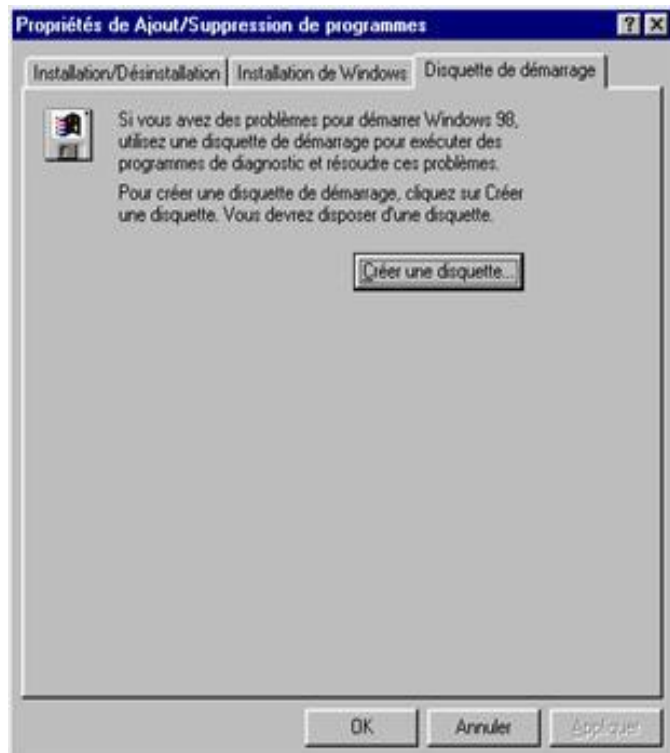 Propriétés de Ajout/Suppression de programmes
Installation/Désinstallation Installation de Windows Disquette de démarrage
Si vous avez des problèmes pour démarrer Windows 98,
utilisez une disquette de démarrage pour exécuter des
programmes de diagnostic et résoudre ces problèmes.
Pour créer une disquette de démarrage, cliquez sur Créer
une disquette. Vous devrez disposer d'une disquette.
Créer une disquette...
OK Annuler Appliquer